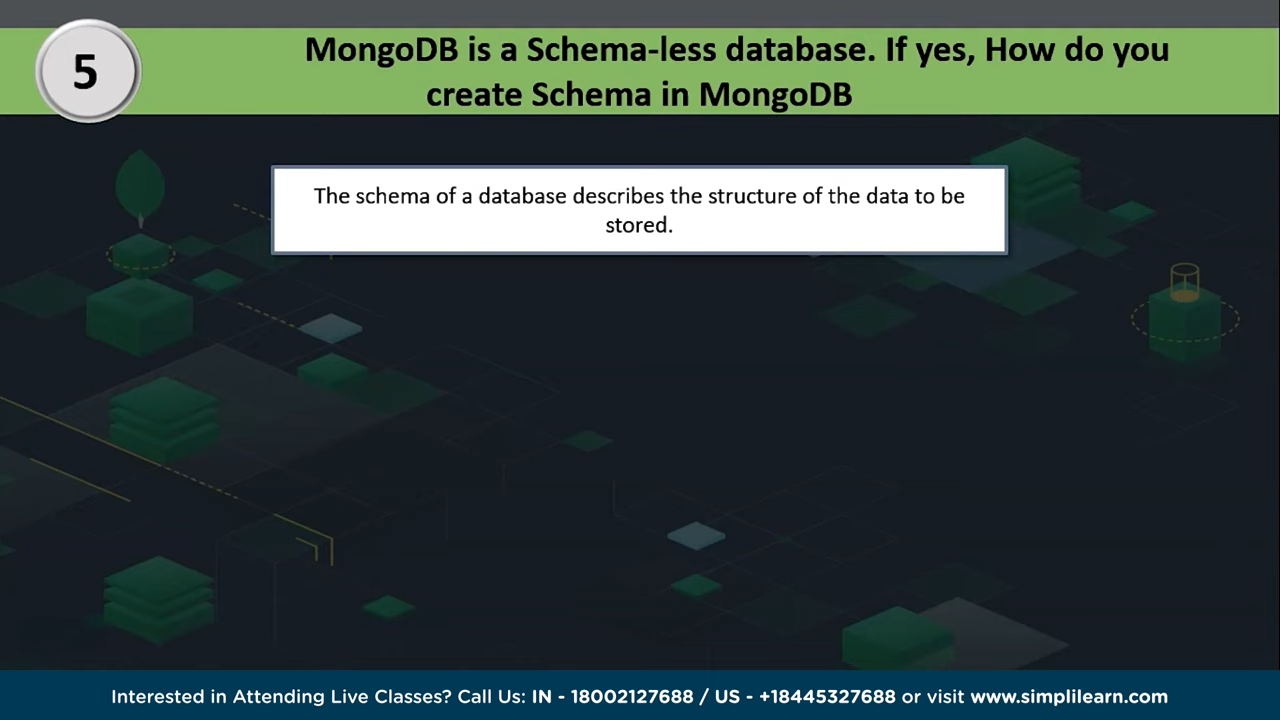 5
MongoDB is a Schema-less database. If yes, How do you
create Schema in MongoDB
The schema of a database describes the structure of the data to be
stored.
Interested in Attending Live Classes? Call Us: IN - 18002127688 / US - +18445327688 or visit www.simplilearn.com